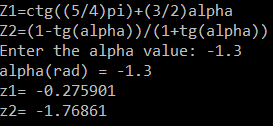 Z1=ctg((5/4)pi)+(3/2)alpha
Z2=(1-tg(alpha))/(1+tg(alpha))
Enter the alpha value: -1.3
alpha(rad) = -1.3
z1= -0.275901
z2= -1.76861